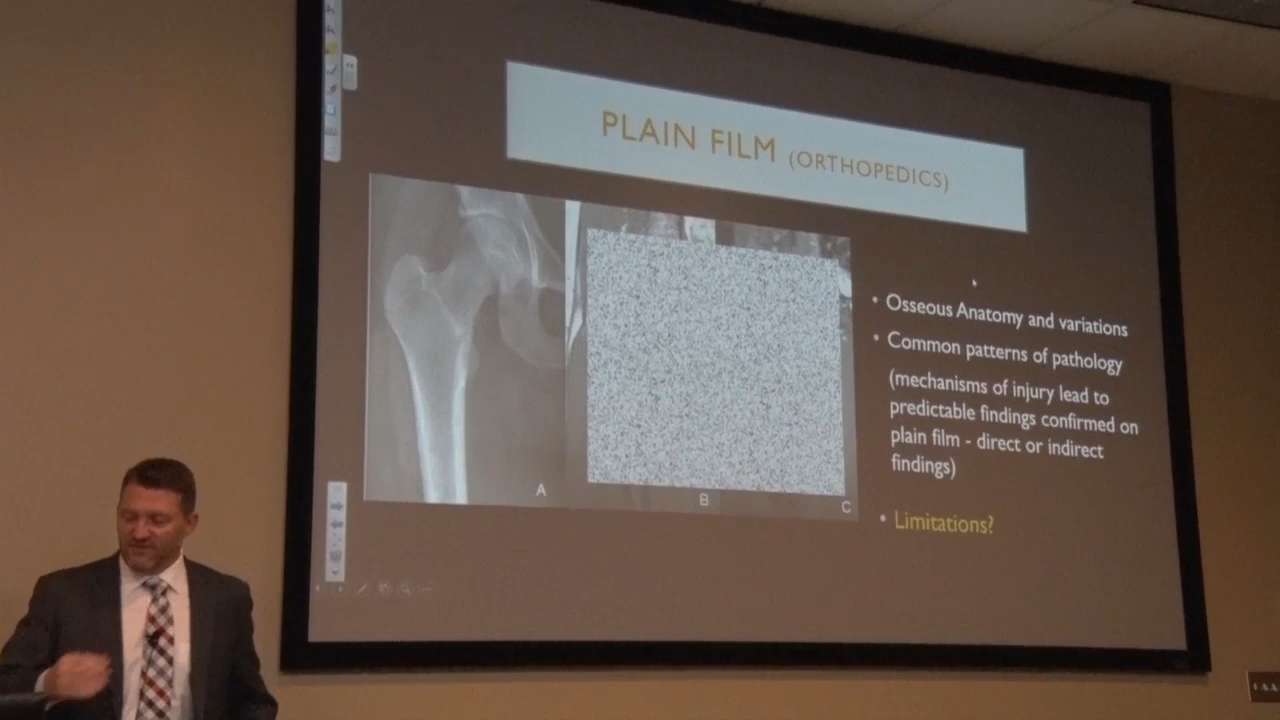 PLAIN FILM (ORTHOPEDICS)
• Osseous Anatomy and variations
• Common patterns of pathology
(mechanisms of injury lead to
predictable findings confirmed on
plain film - direct or indirect
findings)
• Limitations?
A
B
C